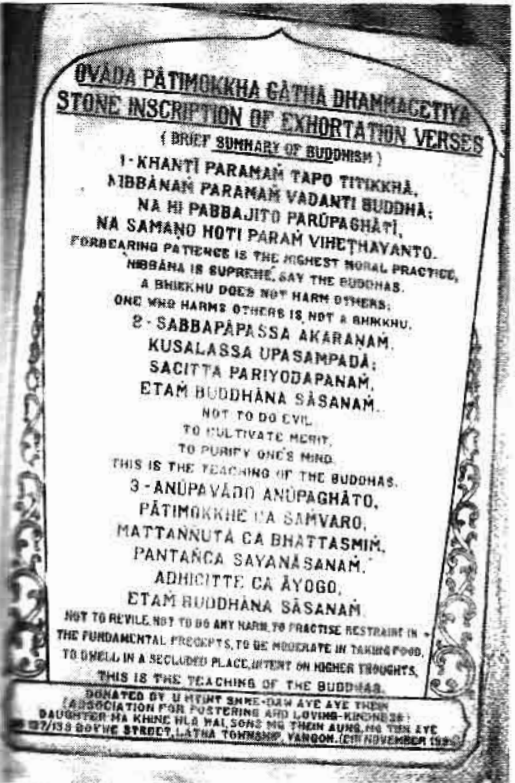 OVĀDA PĀTIMOKKHA GĀTHĀ DHAMMACETIYA
STONE INSCRIPTION OF EXHORTATION VERSES
( BRIEF SUMMARY OF BUDDHISM )
1 - KHANTĪ PARAMAṀ TAPO TITIKKHĀ,
NIBBĀNAṀ PARAMAṀ VADANTI BUDDHĀ;
NA HI PABBAJITO PARŪPAGHĀTĪ,
NA SAMAṆO HOTI PARAṀ VIHEṬHAYANTO.
FORBEARING PATIENCE IS THE HIGHEST MORAL PRACTICE,
"NIBBĀNA IS SUPREME", SAY THE BUDDHAS.
A BHIKKHU DOES NOT HARM OTHERS;
ONE WHO HARMS OTHERS IS NOT A BHIKKHU.
2 - SABBAPĀPASSA AKARAṆAṀ,
KUSALASSA UPASAMPADĀ;
SACITTA PARIYODAPANAṀ,
ETAṀ BUDDHĀNA SĀSANAṀ.
NOT TO DO EVIL,
TO CULTIVATE MERIT,
TO PURIFY ONE'S MIND.
THIS IS THE TEACHING OF THE BUDDHAS.
3 - ANŪPAVĀDO ANŪPAGHĀTO,
PĀTIMOKKHE CA SAṀVARO,
MATTAÑÑUTĀ CA BHATTASMIṀ,
PANTAÑCA SAYANĀSANAṀ,
ADHICITTE CA ĀYOGO,
ETAṀ BUDDHĀNA SĀSANAṀ.
NOT TO REVILE, NOT TO DO ANY HARM, TO PRACTISE RESTRAINT IN -
THE FUNDAMENTAL PRECEPTS, TO BE MODERATE IN TAKING FOOD,
TO DWELL IN A SECLUDED PLACE, INTENT ON HIGHER THOUGHTS,
THIS IS THE TEACHING OF THE BUDDHAS.
DONATED BY U MYINT SHWE-DAW AYE AYE THEIN
(ASSOCIATION FOR FOSTERING AND LOVING-KINDNESS)
DAUGHTER MA KHINE HLA HLA, SONS MG THEIN AUNG, MG TUN AYE
STREET, LATHA TOWNSHIP, YANGON. NOVEMBER